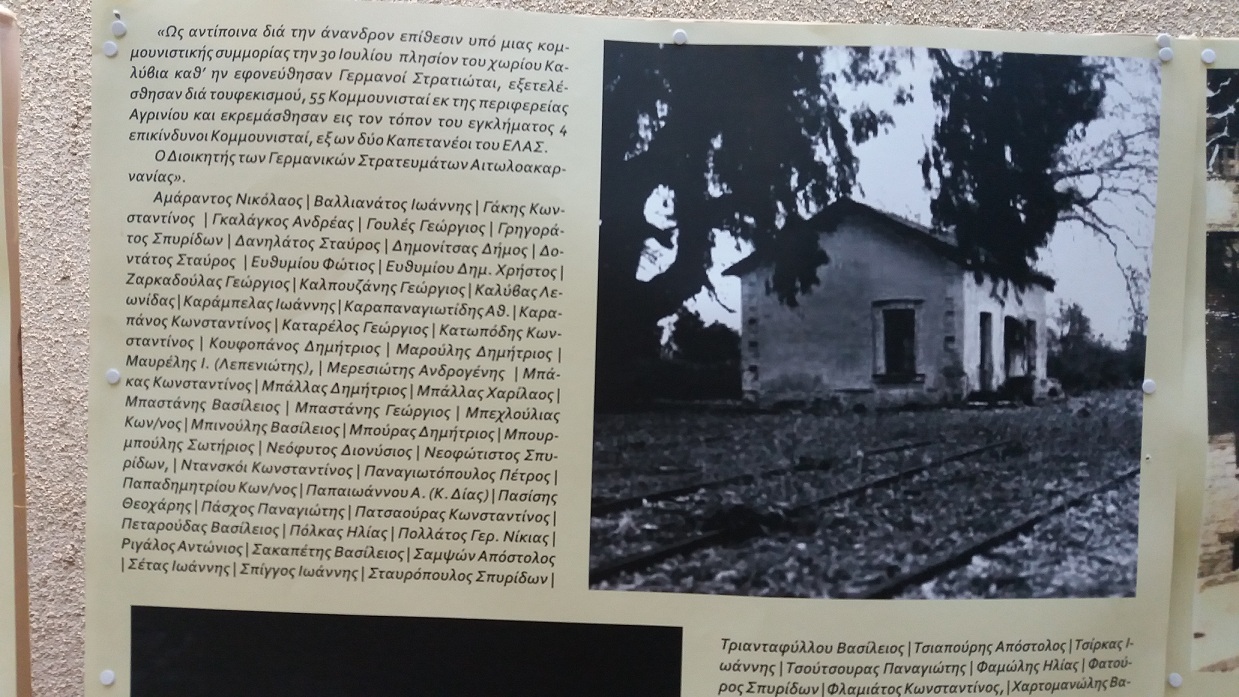 «Ως αντίποινα διά την άνανδρον επίθεσιν υπό μιας κομ-
μουνιστικής συμμορίας την 30 Ιουλίου πλησίον του χωρίου Κα-
λύβια καθ' ην εφονεύθησαν Γερμανοί Στρατιώται, εξετελέ-
σθησαν διά τουφεκισμού, 55 Κομμουνισταί εκ της περιφερείας
Αγρινίου και εκρεμάσθησαν εις τον τόπον του εγκλήματος 4
επικίνδυνοι Κομμουνισταί, εξ ων δύο Καπετανέοι του ΕΛΑΣ.
Ο Διοικητής των Γερμανικών Στρατευμάτων Αιτωλοακαρ-
νανίας».
Αμάραντος Νικόλαος | Βαλλιανάτος Ιωάννης | Γάκης Κων-
σταντίνος | Γκαλάγκος Ανδρέας | Γουλές Γεώργιος | Γρηγορά-
τος Σπυρίδων | Δανηλάτος Σταύρος | Δημονίτσας Δήμος | Δο-
ντάτος Σταύρος | Ευθυμίου Φώτιος | Ευθυμίου Δημ. Χρήστος |
Ζαρκαδούλας Γεώργιος | Καλπουζάνης Γεώργιος | Καλύβας Λε-
ωνίδας | Καράμπελας Ιωάννης | Καραπαναγιωτίδης Αθ. | Καρα-
πάνος Κωνσταντίνος | Καταρέλος Γεώργιος | Κατωπόδης Κων-
σταντίνος | Κουφοπάνος Δημήτριος | Μαρούλης Δημήτριος |
Μαυρέλης Ι. (Λεπενιώτης), | Μερεσιώτης Ανδρογένης | Μπά-
κας Κωνσταντίνος | Μπάλλας Δημήτριος | Μπάλλας Χαρίλαος |
Μπαστάνης Βασίλειος | Μπαστάνης Γεώργιος | Μπεχλούλιας
Κων/νος | Μπινούλης Βασίλειος | Μπούρας Δημήτριος | Μπουρ-
μπούλης Σωτήριος | Νεόφυτος Διονύσιος | Νεοφώτιστος Σπυ-
ρίδων, | Ντανσκόι Κωνσταντίνος | Παναγιωτόπουλος Πέτρος |
Παπαδημητρίου Κων/νος | Παπαιωάννου Α. (Κ. Δίας) | Πασίσης
Θεοχάρης | Πάσχος Παναγιώτης | Πατσαούρας Κωνσταντίνος |
Πεταρούδας Βασίλειος | Πόλκας Ηλίας | Πολλάτος Γερ. Νίκιας |
Ριγάλος Αντώνιος | Σακαπέτης Βασίλειος | Σαμψών Απόστολος
| Σέτας Ιωάννης | Σπίγγος Ιωάννης | Σταυρόπουλος Σπυρίδων |
Τριανταφύλλου Βασίλειος | Τσιαπούρης Απόστολος | Τσίρκας Ι-
ωάννης | Τσούτσουρας Παναγιώτης | Φαμώλης Ηλίας | Φατού-
ρος Σπυρίδων | Φλαμιάτος Κωνσταντίνος, | Χαρτομανώλης Βα-